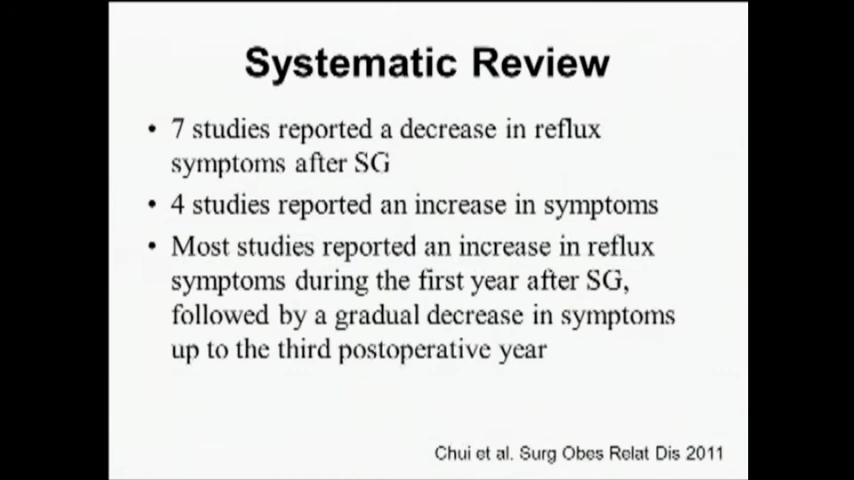 Systematic Review
• 7 studies reported a decrease in reflux
symptoms after SG
• 4 studies reported an increase in symptoms
• Most studies reported an increase in reflux
symptoms during the first year after SG,
followed by a gradual decrease in symptoms
up to the third postoperative year
Chui et al. Surg Obes Relat Dis 2011